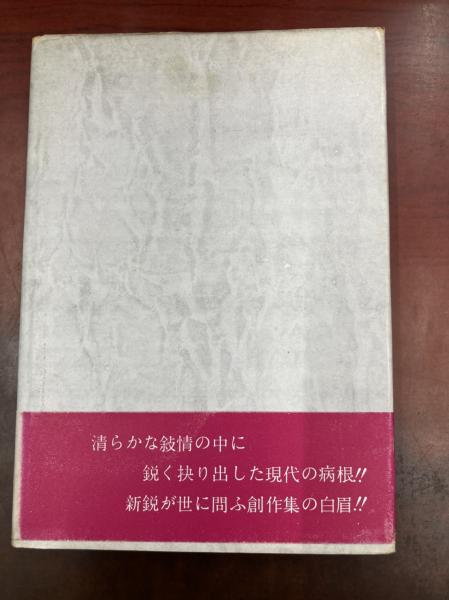 清らかな敍情の中に
鋭く抉り出した現代の病根!!
新鋭が世に問ふ創作集の白眉!!